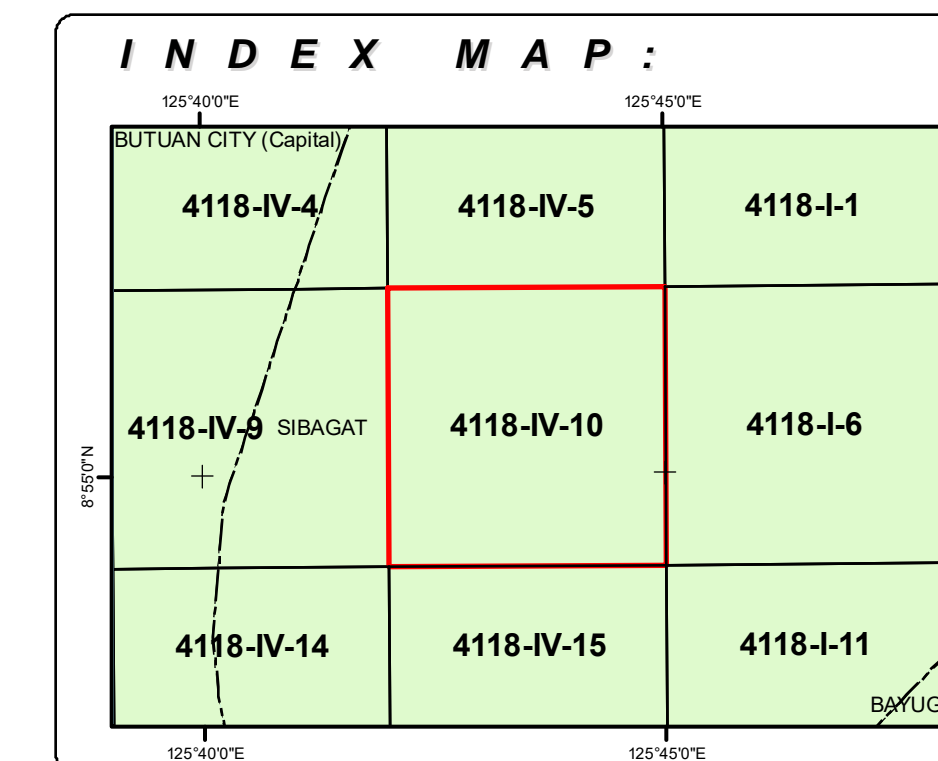 INDEX MAP:
125°40'0"E 125°45'0"E
BUTUAN CITY (Capital)
4118-IV-4 4118-IV-5 4118-I-1
4118-IV-9 SIBAGAT 4118-IV-10 4118-I-6
8°55'0"N
4118-IV-14 4118-IV-15 4118-I-11
BAYUG
125°40'0"E 125°45'0"E